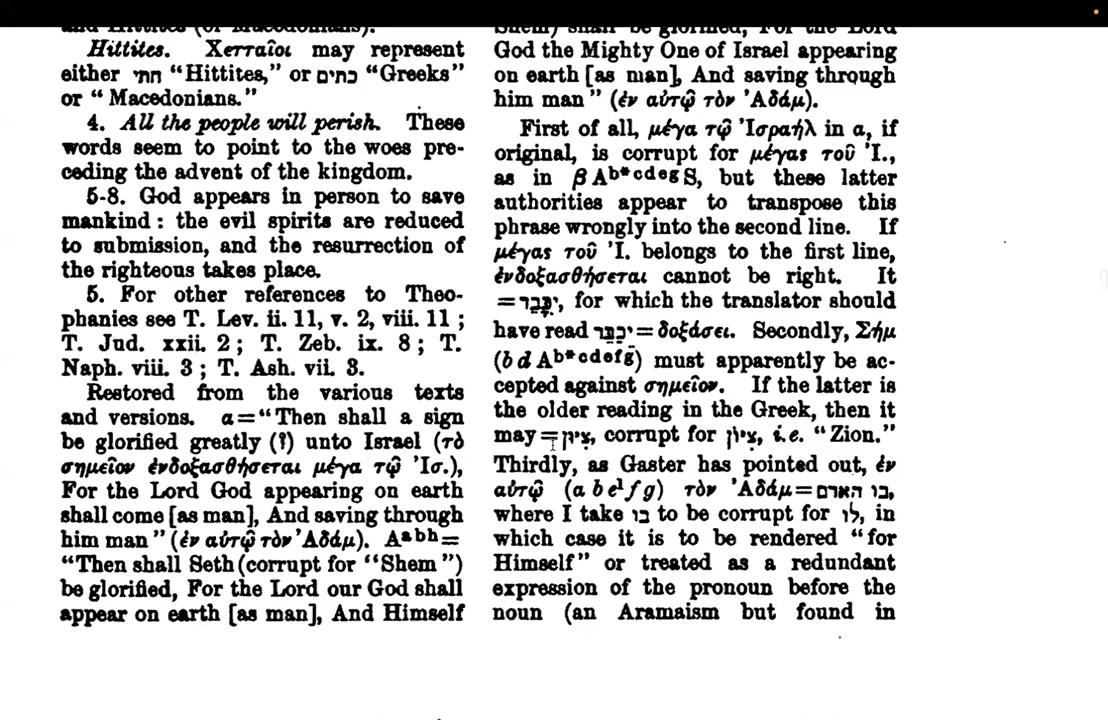 Hittites. Χετταῖοι may represent
either חתי "Hittites," or כתים "Greeks"
or "Macedonians."
4. All the people will perish. These
words seem to point to the woes pre-
ceding the advent of the kingdom.
5-8. God appears in person to save
mankind: the evil spirits are reduced
to submission, and the resurrection of
the righteous takes place.
5. For other references to Theo-
phanies see T. Lev. ii. 11, v. 2, viii. 11;
T. Jud. xxii. 2; T. Zeb. ix. 8; T.
Naph. viii. 3; T. Ash. vii. 3.
Restored from the various texts
and versions. α="Then shall a sign
be glorified greatly (?) unto Israel (τὸ
σημεῖον ἐνδοξασθήσεται μέγα τῷ Ἰσ.),
For the Lord God appearing on earth
shall come [as man], And saving through
him man" (ἐν αὐτῷ τὸν Ἀδάμ). Aᵃᵇʰ=
"Then shall Seth (corrupt for "Shem")
be glorified, For the Lord our God shall
appear on earth [as man], And Himself
Shem) shall be glorified, For the Lord
God the Mighty One of Israel appearing
on earth [as man], And saving through
him man" (ἐν αὐτῷ τὸν Ἀδάμ).
First of all, μέγα τῷ Ἰσραήλ in α, if
original, is corrupt for μέγας τοῦ Ἰ.,
as in β Aᵇ*ᶜᵈᵉᵍ S, but these latter
authorities appear to transpose this
phrase wrongly into the second line. If
μέγας τοῦ Ἰ. belongs to the first line,
ἐνδοξασθήσεται cannot be right. It
=יִכָּבֵד, for which the translator should
have read יכבד=δοξάσει. Secondly, Σήμ
(b d Aᵇ*ᶜᵈᵉᶠᵍ) must apparently be ac-
cepted against σημεῖον. If the latter is
the older reading in the Greek, then it
may=צִיּוּן, corrupt for צִיּוֹן, i.e. "Zion."
Thirdly, as Gaster has pointed out, ἐν
αὐτῷ (a b e¹ f g) τὸν Ἀδάμ=בו האדם,
where I take בו to be corrupt for לו, in
which case it is to be rendered "for
Himself" or treated as a redundant
expression of the pronoun before the
noun (an Aramaism but found in